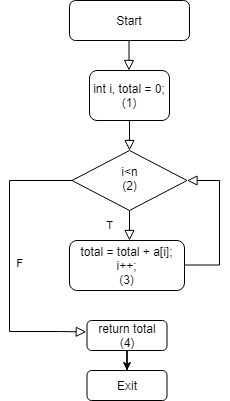 Start
int i, total = 0;
(1)
i<n
(2)
T
total = total + a[i];
i++;
(3)
F
return total
(4)
Exit